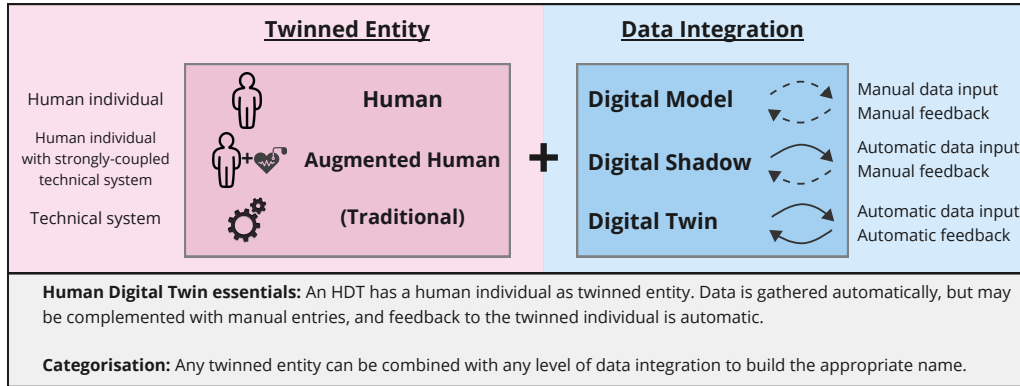 Twinned Entity
Data Integration
Human individual
Human
Human individual
with strongly-coupled
technical system
+
Augmented Human
Technical system
(Traditional)
+
Digital Model
Manual data input
Manual feedback
Digital Shadow
Automatic data input
Manual feedback
Digital Twin
Automatic data input
Automatic feedback
Human Digital Twin essentials: An HDT has a human individual as twinned entity. Data is gathered automatically, but may
be complemented with manual entries, and feedback to the twinned individual is automatic.
Categorisation: Any twinned entity can be combined with any level of data integration to build the appropriate name.